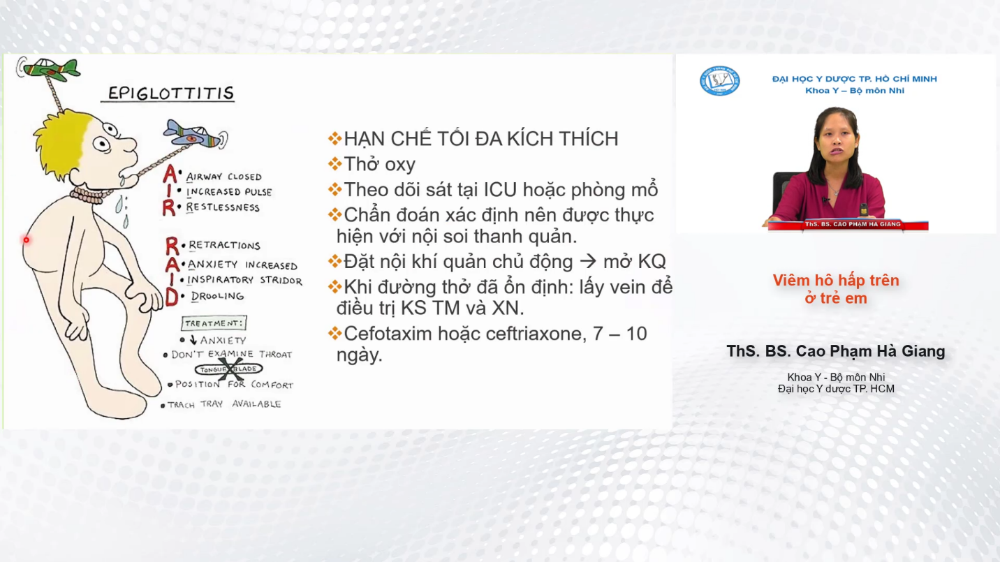 EPIGLOTTITIS
A • AIRWAY CLOSED
I • INCREASED PULSE
R • RESTLESSNESS
R • RETRACTIONS
A • ANXIETY INCREASED
I • INSPIRATORY STRIDOR
D • DROOLING
TREATMENT:
• ↓ ANXIETY
• DON'T EXAMINE THROAT
TONGUE BLADE
• POSITION FOR COMFORT
• TRACH TRAY AVAILABLE
❖HẠN CHẾ TỐI ĐA KÍCH THÍCH
❖Thở oxy
❖Theo dõi sát tại ICU hoặc phòng mổ
❖Chẩn đoán xác định nên được thực
hiện với nội soi thanh quản.
❖Đặt nội khí quản chủ động → mở KQ
❖Khi đường thở đã ổn định: lấy vein để
điều trị KS TM và XN.
❖Cefotaxim hoặc ceftriaxone, 7 – 10
ngày.
ĐẠI HỌC Y DƯỢC TP. HỒ CHÍ MINH
Khoa Y – Bộ môn Nhi
ThS. BS. CAO PHẠM HÀ GIANG
Viêm hô hấp trên
ở trẻ em
ThS. BS. Cao Phạm Hà Giang
Khoa Y - Bộ môn Nhi
Đại học Y dược TP. HCM